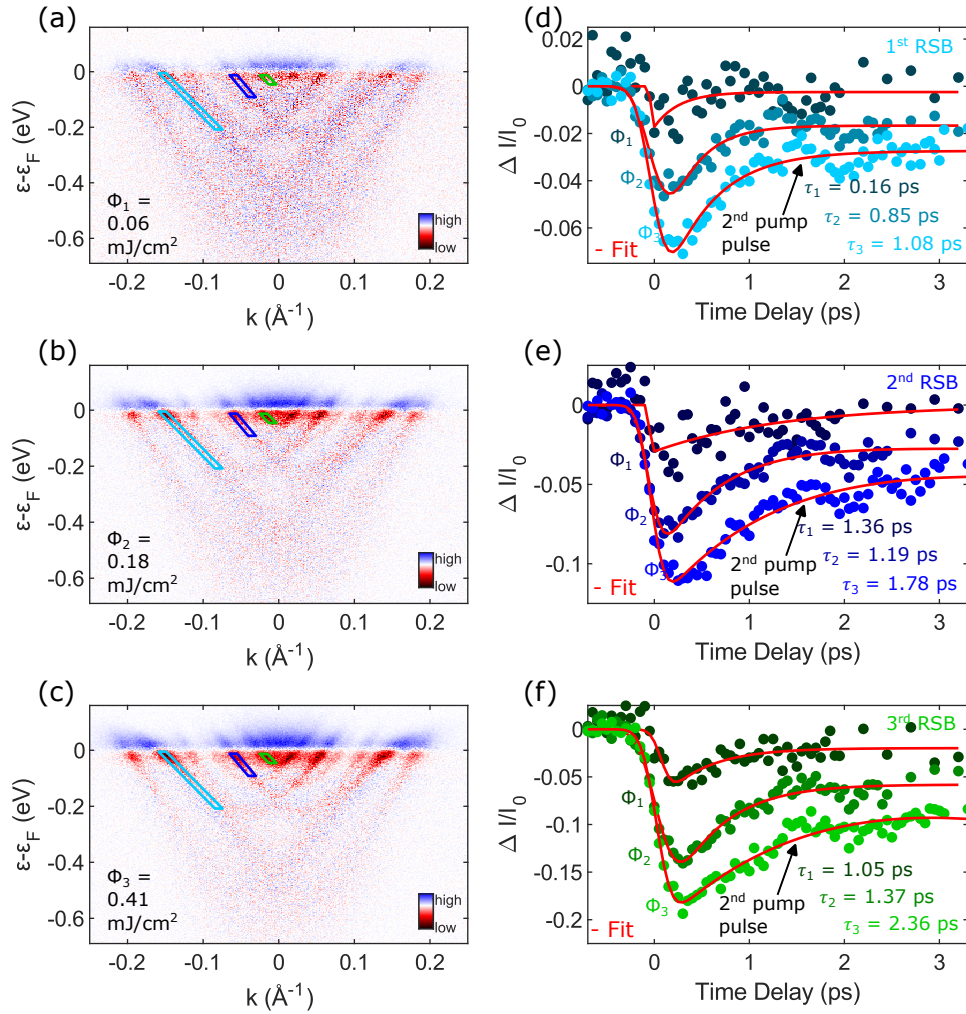 (a)
0
-0.2
-0.4
-0.6
ε-ε_F (eV)
Φ₁ =
0.06
mJ/cm²
high
low
-0.2
-0.1
0
0.1
0.2
k (Å⁻¹)
(d)
0.02
0
-0.02
-0.04
-0.06
Δ I/I₀
1st RSB
Φ₁
Φ₂
Φ₃
- Fit
2nd pump
pulse
τ₁ = 0.16 ps
τ₂ = 0.85 ps
τ₃ = 1.08 ps
0
1
2
3
Time Delay (ps)
(b)
0
-0.2
-0.4
-0.6
ε-ε_F (eV)
Φ₂ =
0.18
mJ/cm²
high
low
-0.2
-0.1
0
0.1
0.2
k (Å⁻¹)
(e)
0
-0.05
-0.1
Δ I/I₀
2nd RSB
Φ₁
Φ₂
Φ₃
- Fit
2nd pump
pulse
τ₁ = 1.36 ps
τ₂ = 1.19 ps
τ₃ = 1.78 ps
0
1
2
3
Time Delay (ps)
(c)
0
-0.2
-0.4
-0.6
ε-ε_F (eV)
Φ₃ =
0.41
mJ/cm²
high
low
-0.2
-0.1
0
0.1
0.2
k (Å⁻¹)
(f)
0
-0.05
-0.1
-0.15
-0.2
Δ I/I₀
3rd RSB
Φ₁
Φ₂
Φ₃
- Fit
2nd pump
pulse
τ₁ = 1.05 ps
τ₂ = 1.37 ps
τ₃ = 2.36 ps
0
1
2
3
Time Delay (ps)